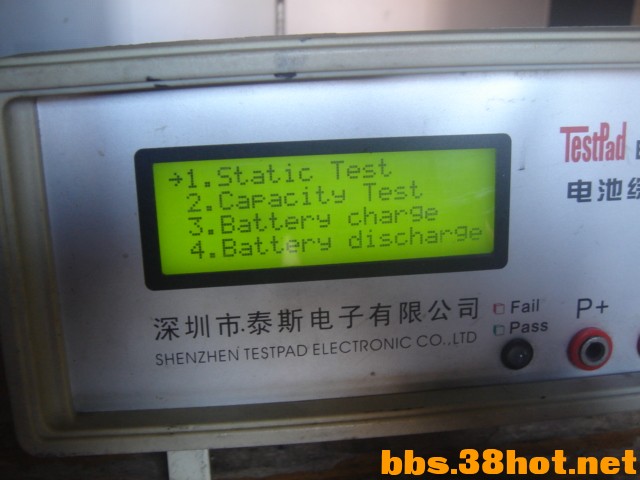 →1.Static Test
2.Capacity Test
3.Battery charge
4.Battery discharge
TestPad
电池
深圳市泰斯电子有限公司
SHENZHEN TESTPAD ELECTRONIC CO.,LTD
Fail
Pass
P+
bbs.38hot.net